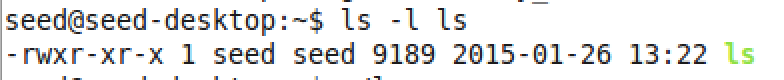 seed@seed-desktop:~$ ls -l ls
-rwxr-xr-x 1 seed seed 9189 2015-01-26 13:22 ls